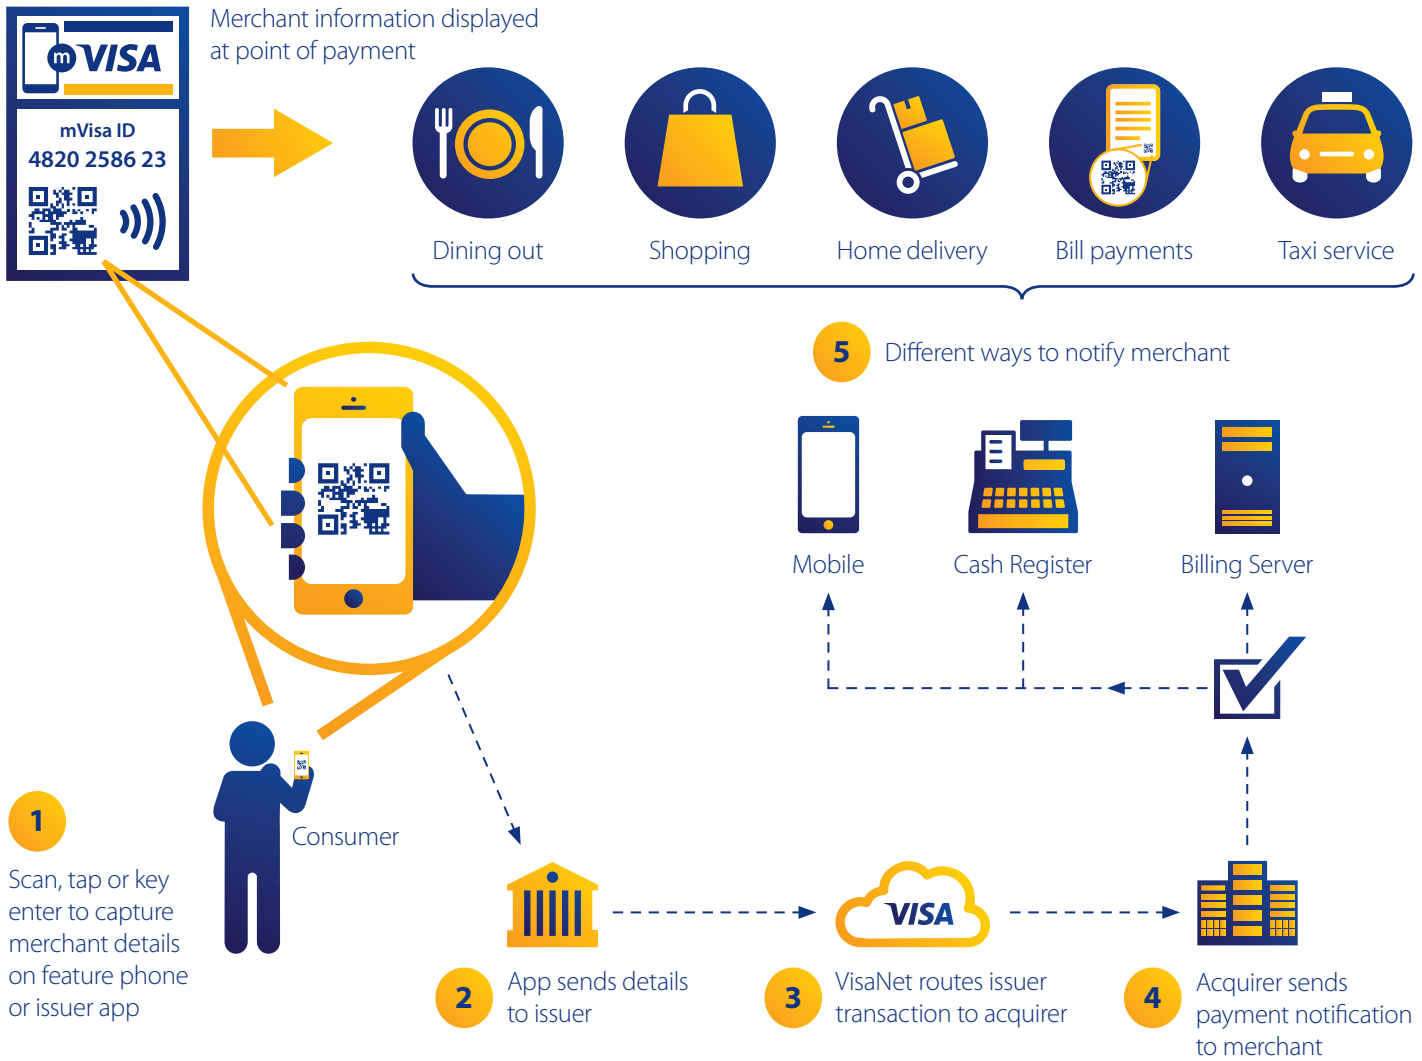 Merchant information displayed
at point of payment
m VISA
mVisa ID
4820 2586 23
Dining out
Shopping
Home delivery
Bill payments
Taxi service
5
Different ways to notify merchant
Mobile
Cash Register
Billing Server
1
Scan, tap or key
enter to capture
merchant details
on feature phone
or issuer app
Consumer
VISA
2
App sends details
to issuer
3
VisaNet routes issuer
transaction to acquirer
4
Acquirer sends
payment notification
to merchant